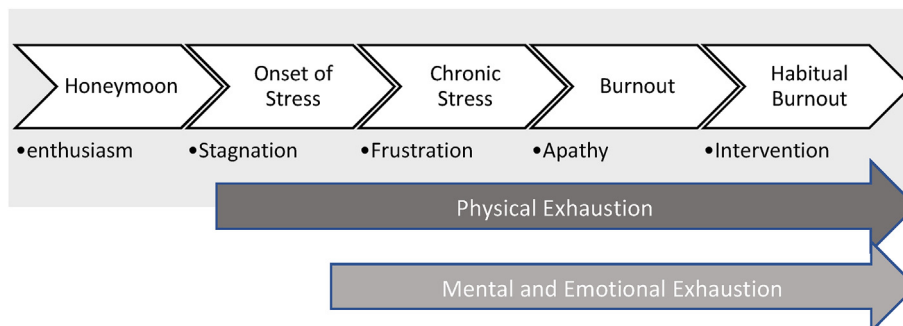 Honeymoon
Onset of
Stress
Chronic
Stress
Burnout
Habitual
Burnout
•enthusiasm
•Stagnation
•Frustration
•Apathy
•Intervention
Physical Exhaustion
Mental and Emotional Exhaustion